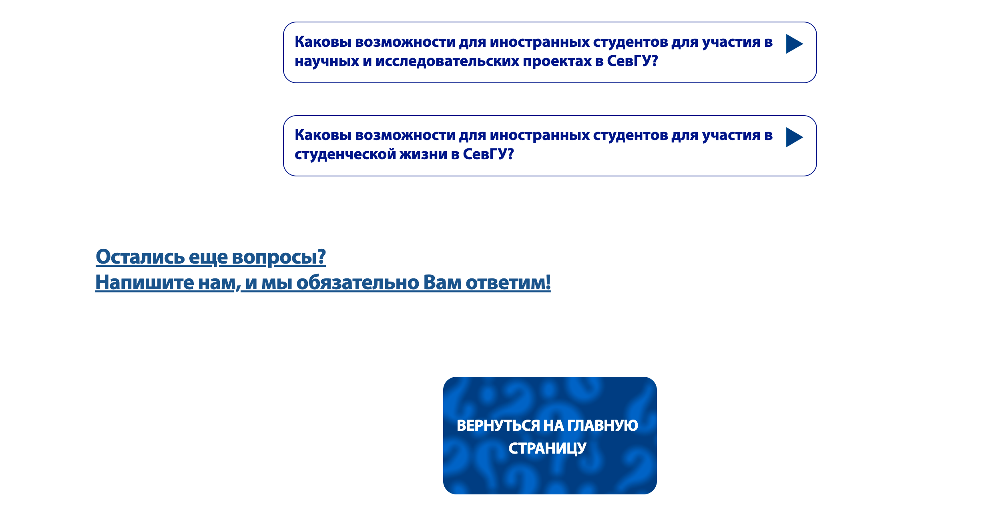 Каковы возможности для иностранных студентов для участия в
научных и исследовательских проектах в СевГУ?
Каковы возможности для иностранных студентов для участия в
студенческой жизни в СевГУ?
Остались еще вопросы?
Напишите нам, и мы обязательно Вам ответим!
ВЕРНУТЬСЯ НА ГЛАВНУЮ
СТРАНИЦУ